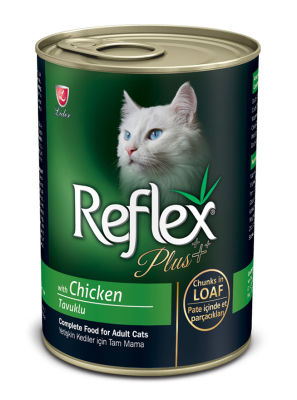 Lider
Reflex
Plus++
with Chicken
Tavuklu
Chunks in
LOAF
Pate içinde et
parçacıkları
Complete Food for Adult Cats
Yetişkin Kediler için Tam Mama